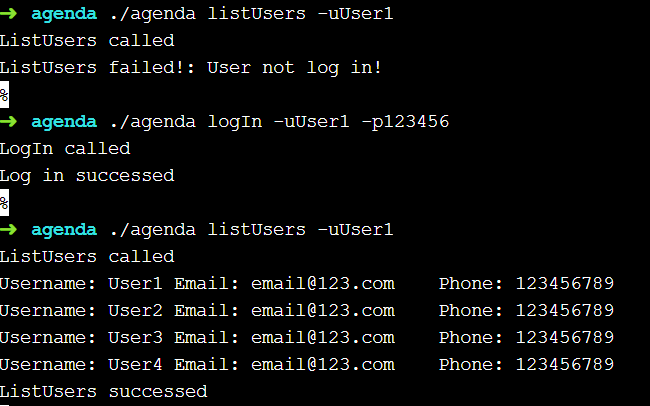 ➜ agenda ./agenda listUsers -uUser1
ListUsers called
ListUsers failed!: User not log in!
%
➜ agenda ./agenda logIn -uUser1 -p123456
LogIn called
Log in successed
%
➜ agenda ./agenda listUsers -uUser1
ListUsers called
Username: User1 Email: email@123.com    Phone: 123456789
Username: User2 Email: email@123.com    Phone: 123456789
Username: User3 Email: email@123.com    Phone: 123456789
Username: User4 Email: email@123.com    Phone: 123456789
ListUsers successed